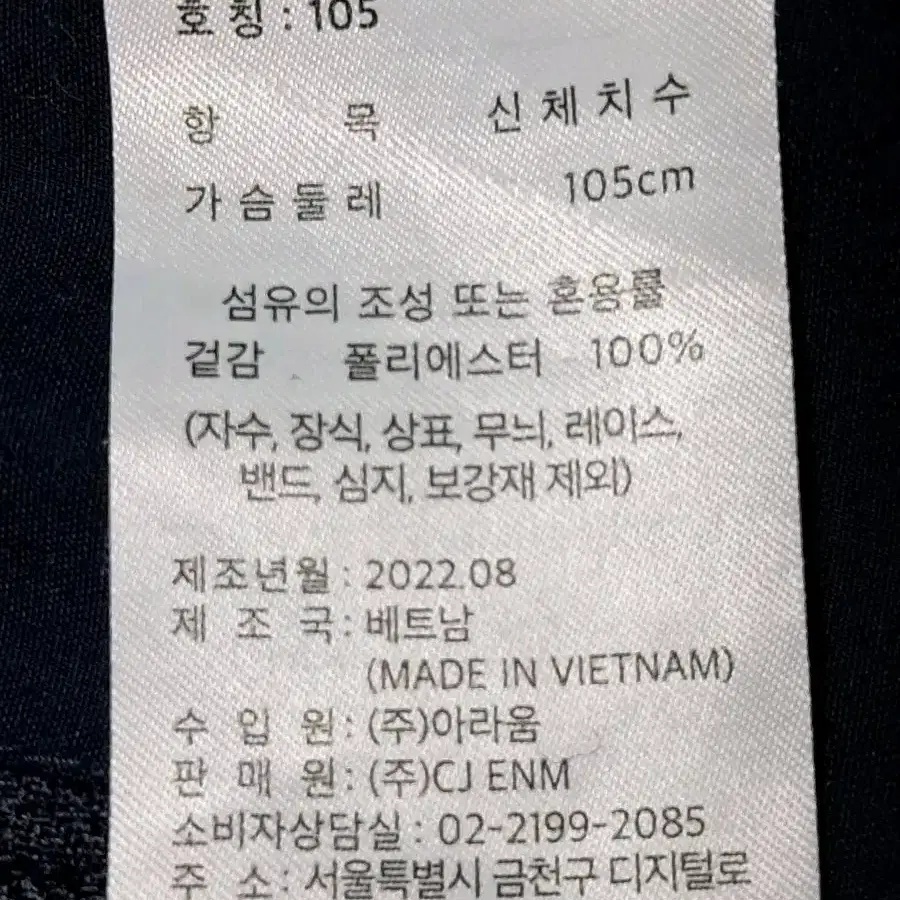 호칭 : 105
항 목 신체치수
가슴둘레 105cm
섬유의 조성 또는 혼용률
겉감 폴리에스터 100%
(자수, 장식, 상표, 무늬, 레이스,
밴드, 심지, 보강재 제외)
제조년월 : 2022.08
제 조 국 : 베트남
(MADE IN VIETNAM)
수 입 원 : (주)아라움
판 매 원 : (주)CJ ENM
소비자상담실 : 02-2199-2085
주 소 : 서울특별시 금천구 디지털로